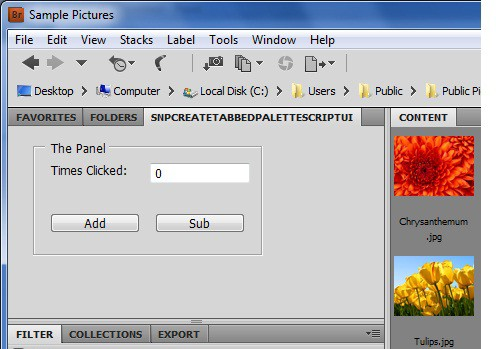 Br Sample Pictures
File Edit View Stacks Label Tools Window Help
Desktop Computer Local Disk (C:) Users Public Public Pi
FAVORITES FOLDERS SNPCREATETABBEDPALETTESCRIPTUI CONTENT
The Panel
Times Clicked: 0
Add Sub
Chrysanthemum
.jpg
Tulips.jpg
FILTER COLLECTIONS EXPORT